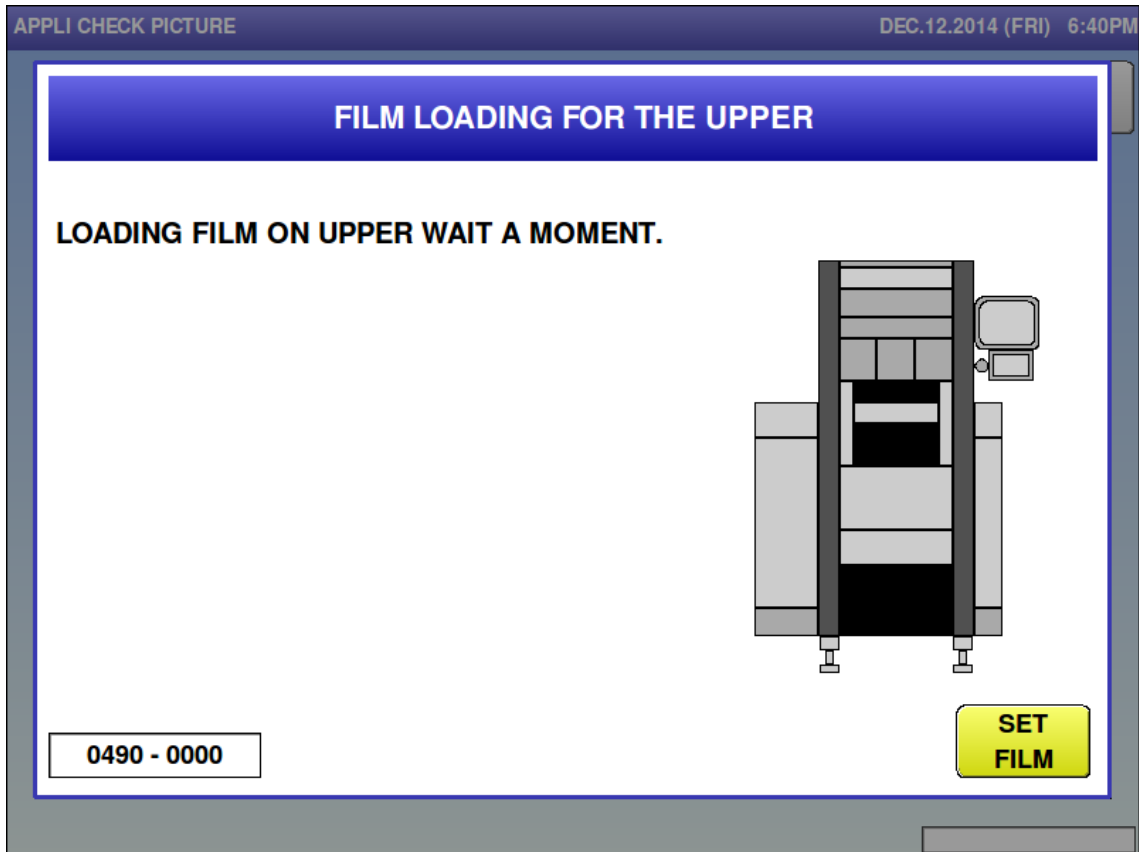 APPLI CHECK PICTURE
DEC.12.2014 (FRI) 6:40PM
FILM LOADING FOR THE UPPER
LOADING FILM ON UPPER WAIT A MOMENT.
0490 - 0000
SET
FILM